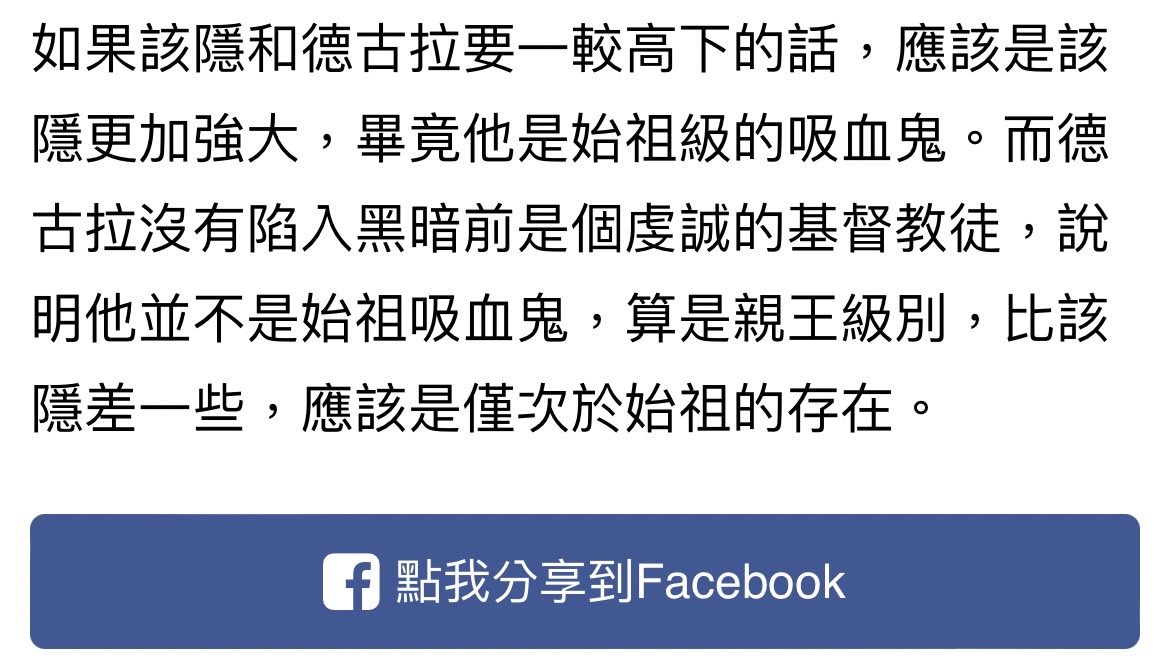 如果該隱和德古拉要一較高下的話，應該是該
隱更加強大，畢竟他是始祖級的吸血鬼。而德
古拉沒有陷入黑暗前是個虔誠的基督教徒，說
明他並不是始祖吸血鬼，算是親王級別，比該
隱差一些，應該是僅次於始祖的存在。
點我分享到Facebook